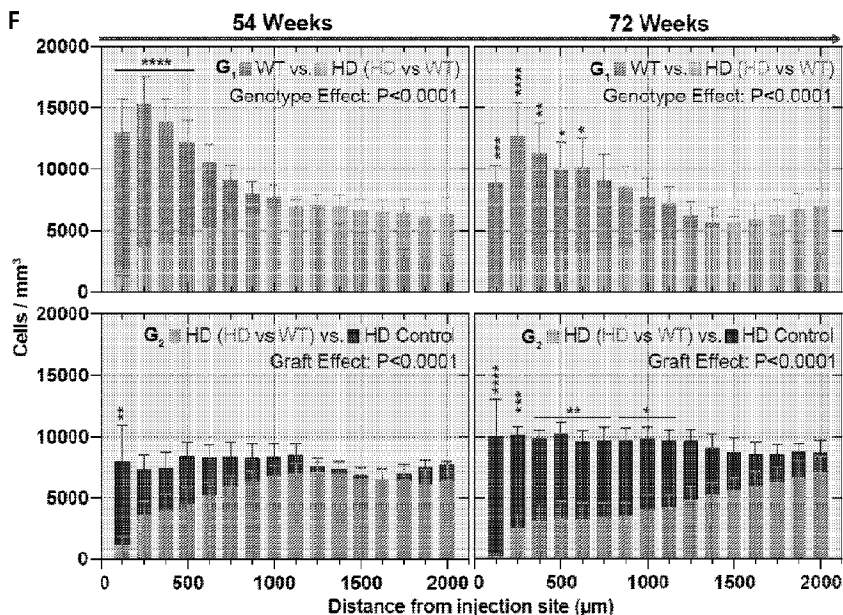 F
54 Weeks
72 Weeks
20000
15000
10000
5000
0
****
G1 WT vs. HD (HD vs WT)
Genotype Effect: P<0.0001
***
****
**
*
*
G1 WT vs. HD (HD vs WT)
Genotype Effect: P<0.0001
Cells / mm³
20000
15000
10000
5000
0
**
G2 HD (HD vs WT) vs. HD Control
Graft Effect: P<0.0001
****
***
**
*
G2 HD (HD vs WT) vs. HD Control
Graft Effect: P<0.0001
0 500 1000 1500 2000
0 500 1000 1500 2000
Distance from injection site (µm)